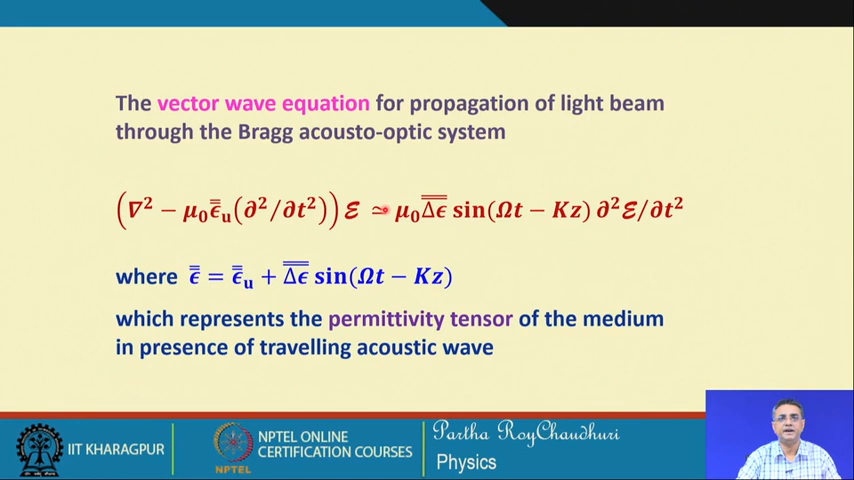 The vector wave equation for propagation of light beam
through the Bragg acousto-optic system
(∇² − μ₀ε̿ᵤ(∂²/∂t²)) ℰ ≃ μ₀Δ̿ϵ̿ sin(Ωt − Kz) ∂²ℰ/∂t²
where ϵ̿ = ϵ̿ᵤ + Δ̿ϵ̿ sin(Ωt − Kz)
which represents the permittivity tensor of the medium
in presence of travelling acoustic wave
IIT KHARAGPUR
NPTEL
NPTEL ONLINE
CERTIFICATION COURSES
Partha RoyChaudhuri
Physics